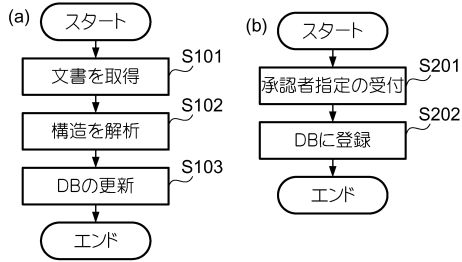 (a)
スタート
文書を取得
S101
構造を解析
S102
DBの更新
S103
エンド
(b)
スタート
承認者指定の受付
S201
DBに登録
S202
エンド